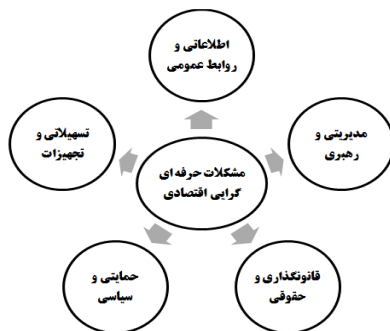 اطلاعاتی و
روابط عمومی
مدیریتی و
رهبری
تسهیلاتی و
تجهیزات
مشکلات حرفه ای
گرایی اقتصادی
قانونگذاری و
حقوقی
حمایتی و
سیاسی